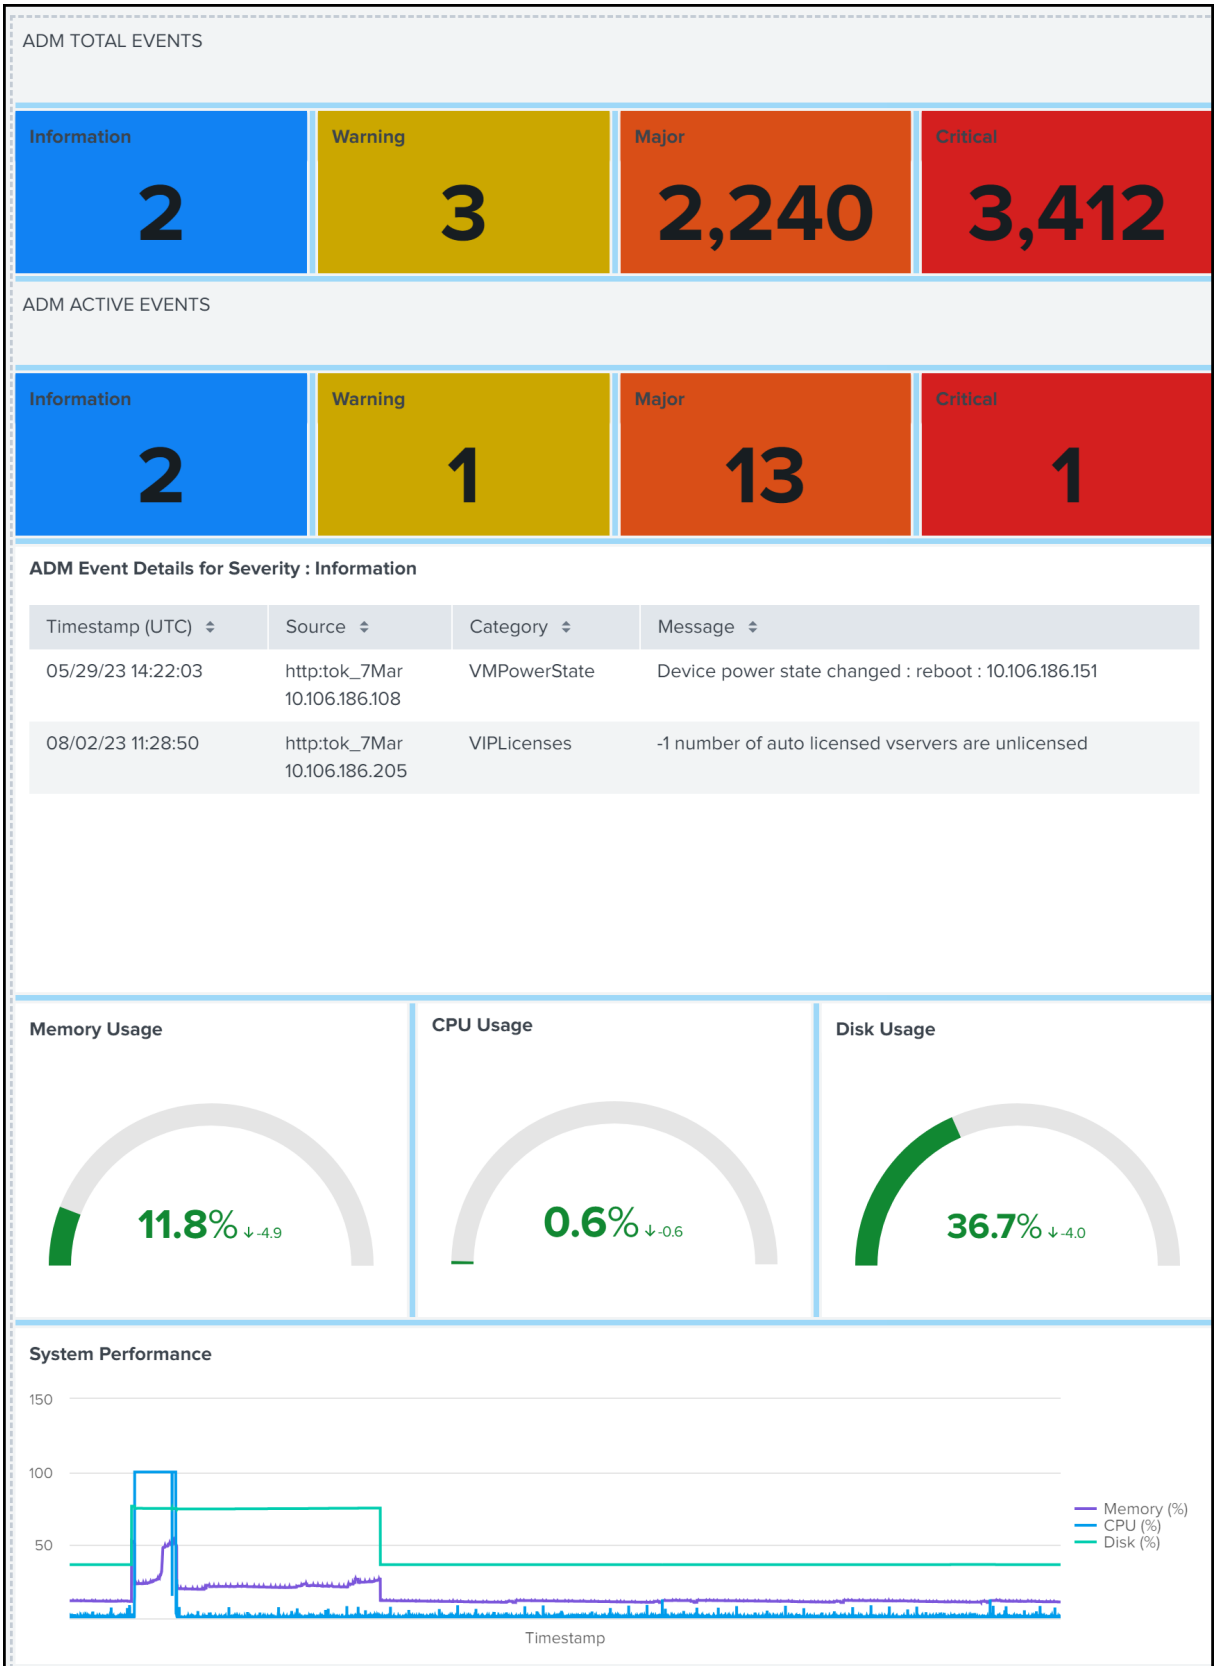 ADM TOTAL EVENTS
Information
Warning
Major
Critical
2
3
2,240
3,412
ADM ACTIVE EVENTS
Information
Warning
Major
Critical
2
1
13
1
ADM Event Details for Severity : Information
Timestamp (UTC) Source Category Message
05/29/23 14:22:03 http:tok_7Mar VMPowerState Device power state changed : reboot : 10.106.186.151
10.106.186.108
08/02/23 11:28:50 http:tok_7Mar VIPLicenses -1 number of auto licensed vservers are unlicensed
10.106.186.205
Memory Usage
CPU Usage
Disk Usage
11.8% ↓-4.9
0.6% ↓-0.6
36.7% ↓-4.0
System Performance
150
100
50
Memory (%)
CPU (%)
Disk (%)
Timestamp